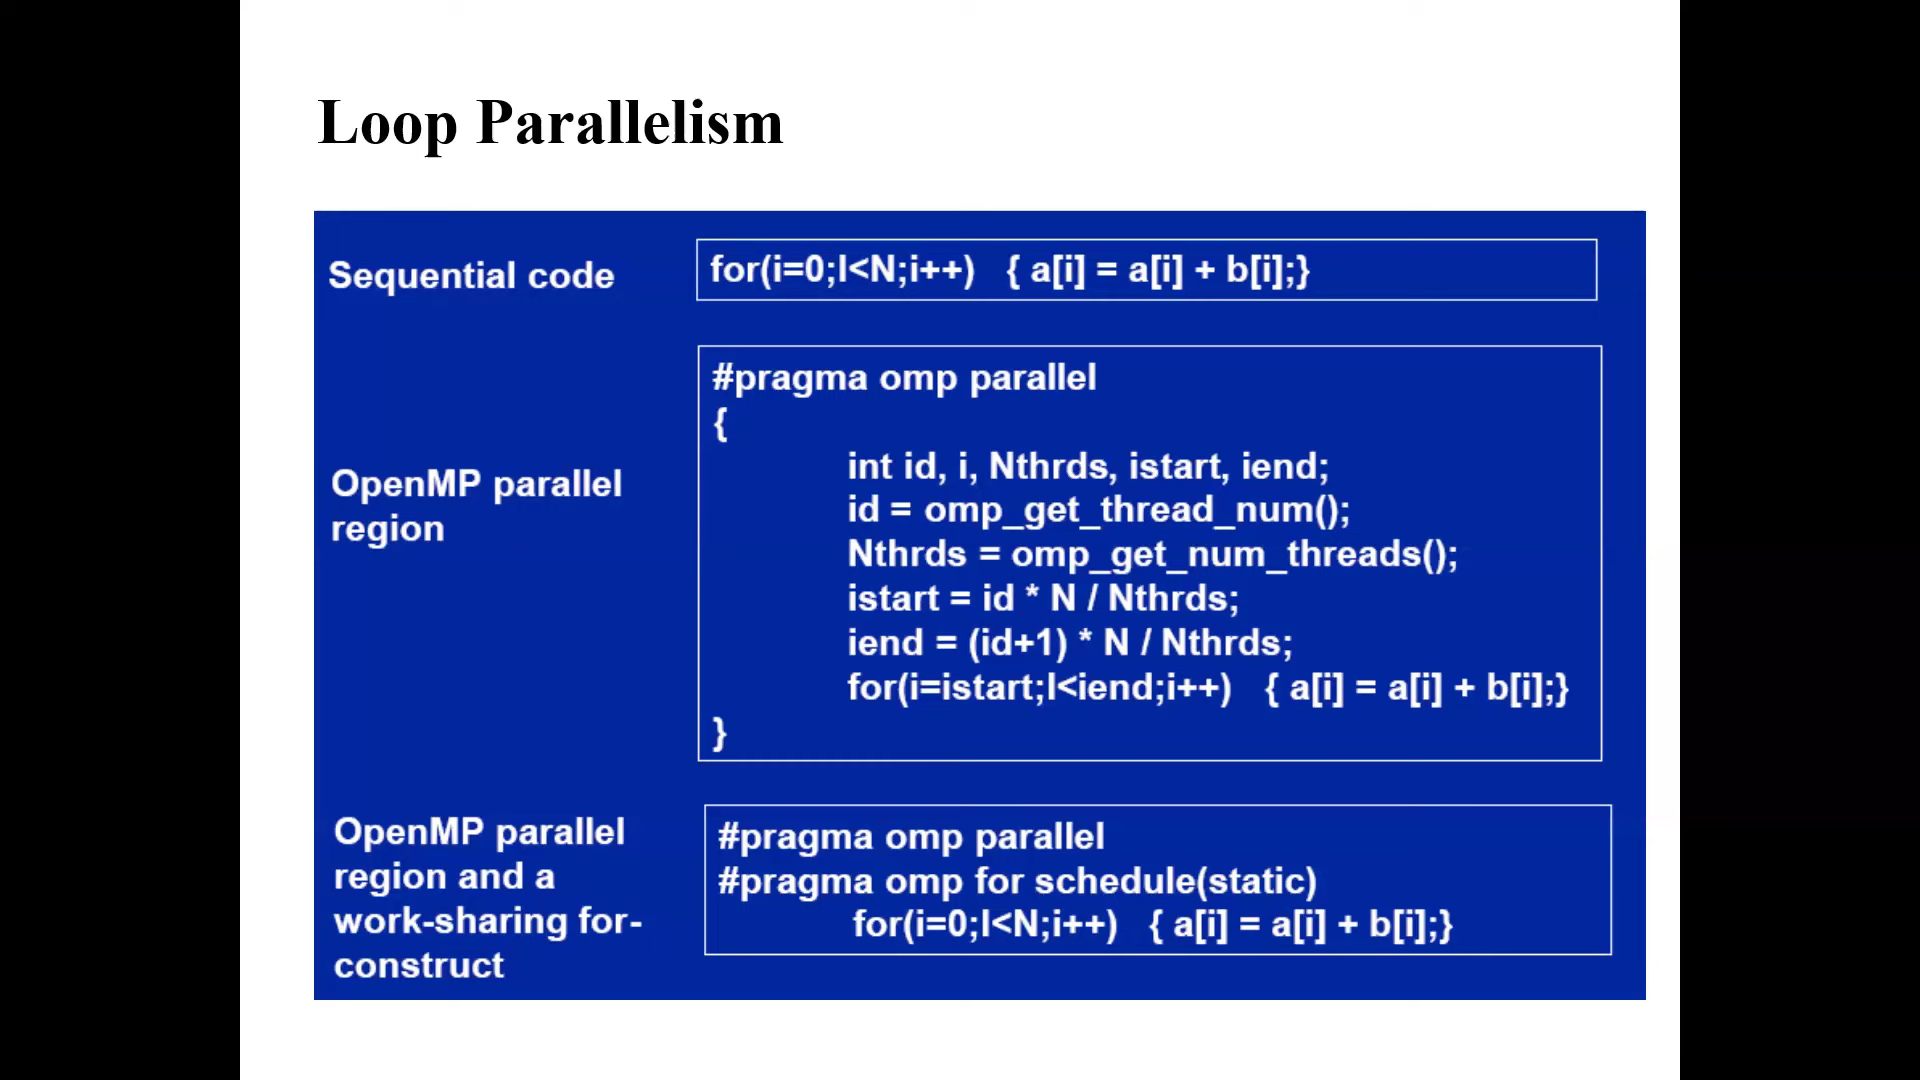 Loop Parallelism
Sequential code
for(i=0;I<N;i++) { a[i] = a[i] + b[i];}
OpenMP parallel
region
#pragma omp parallel
{
int id, i, Nthrds, istart, iend;
id = omp_get_thread_num();
Nthrds = omp_get_num_threads();
istart = id * N / Nthrds;
iend = (id+1) * N / Nthrds;
for(i=istart;I<iend;i++) { a[i] = a[i] + b[i];}
}
OpenMP parallel
region and a
work-sharing for-
construct
#pragma omp parallel
#pragma omp for schedule(static)
for(i=0;I<N;i++) { a[i] = a[i] + b[i];}